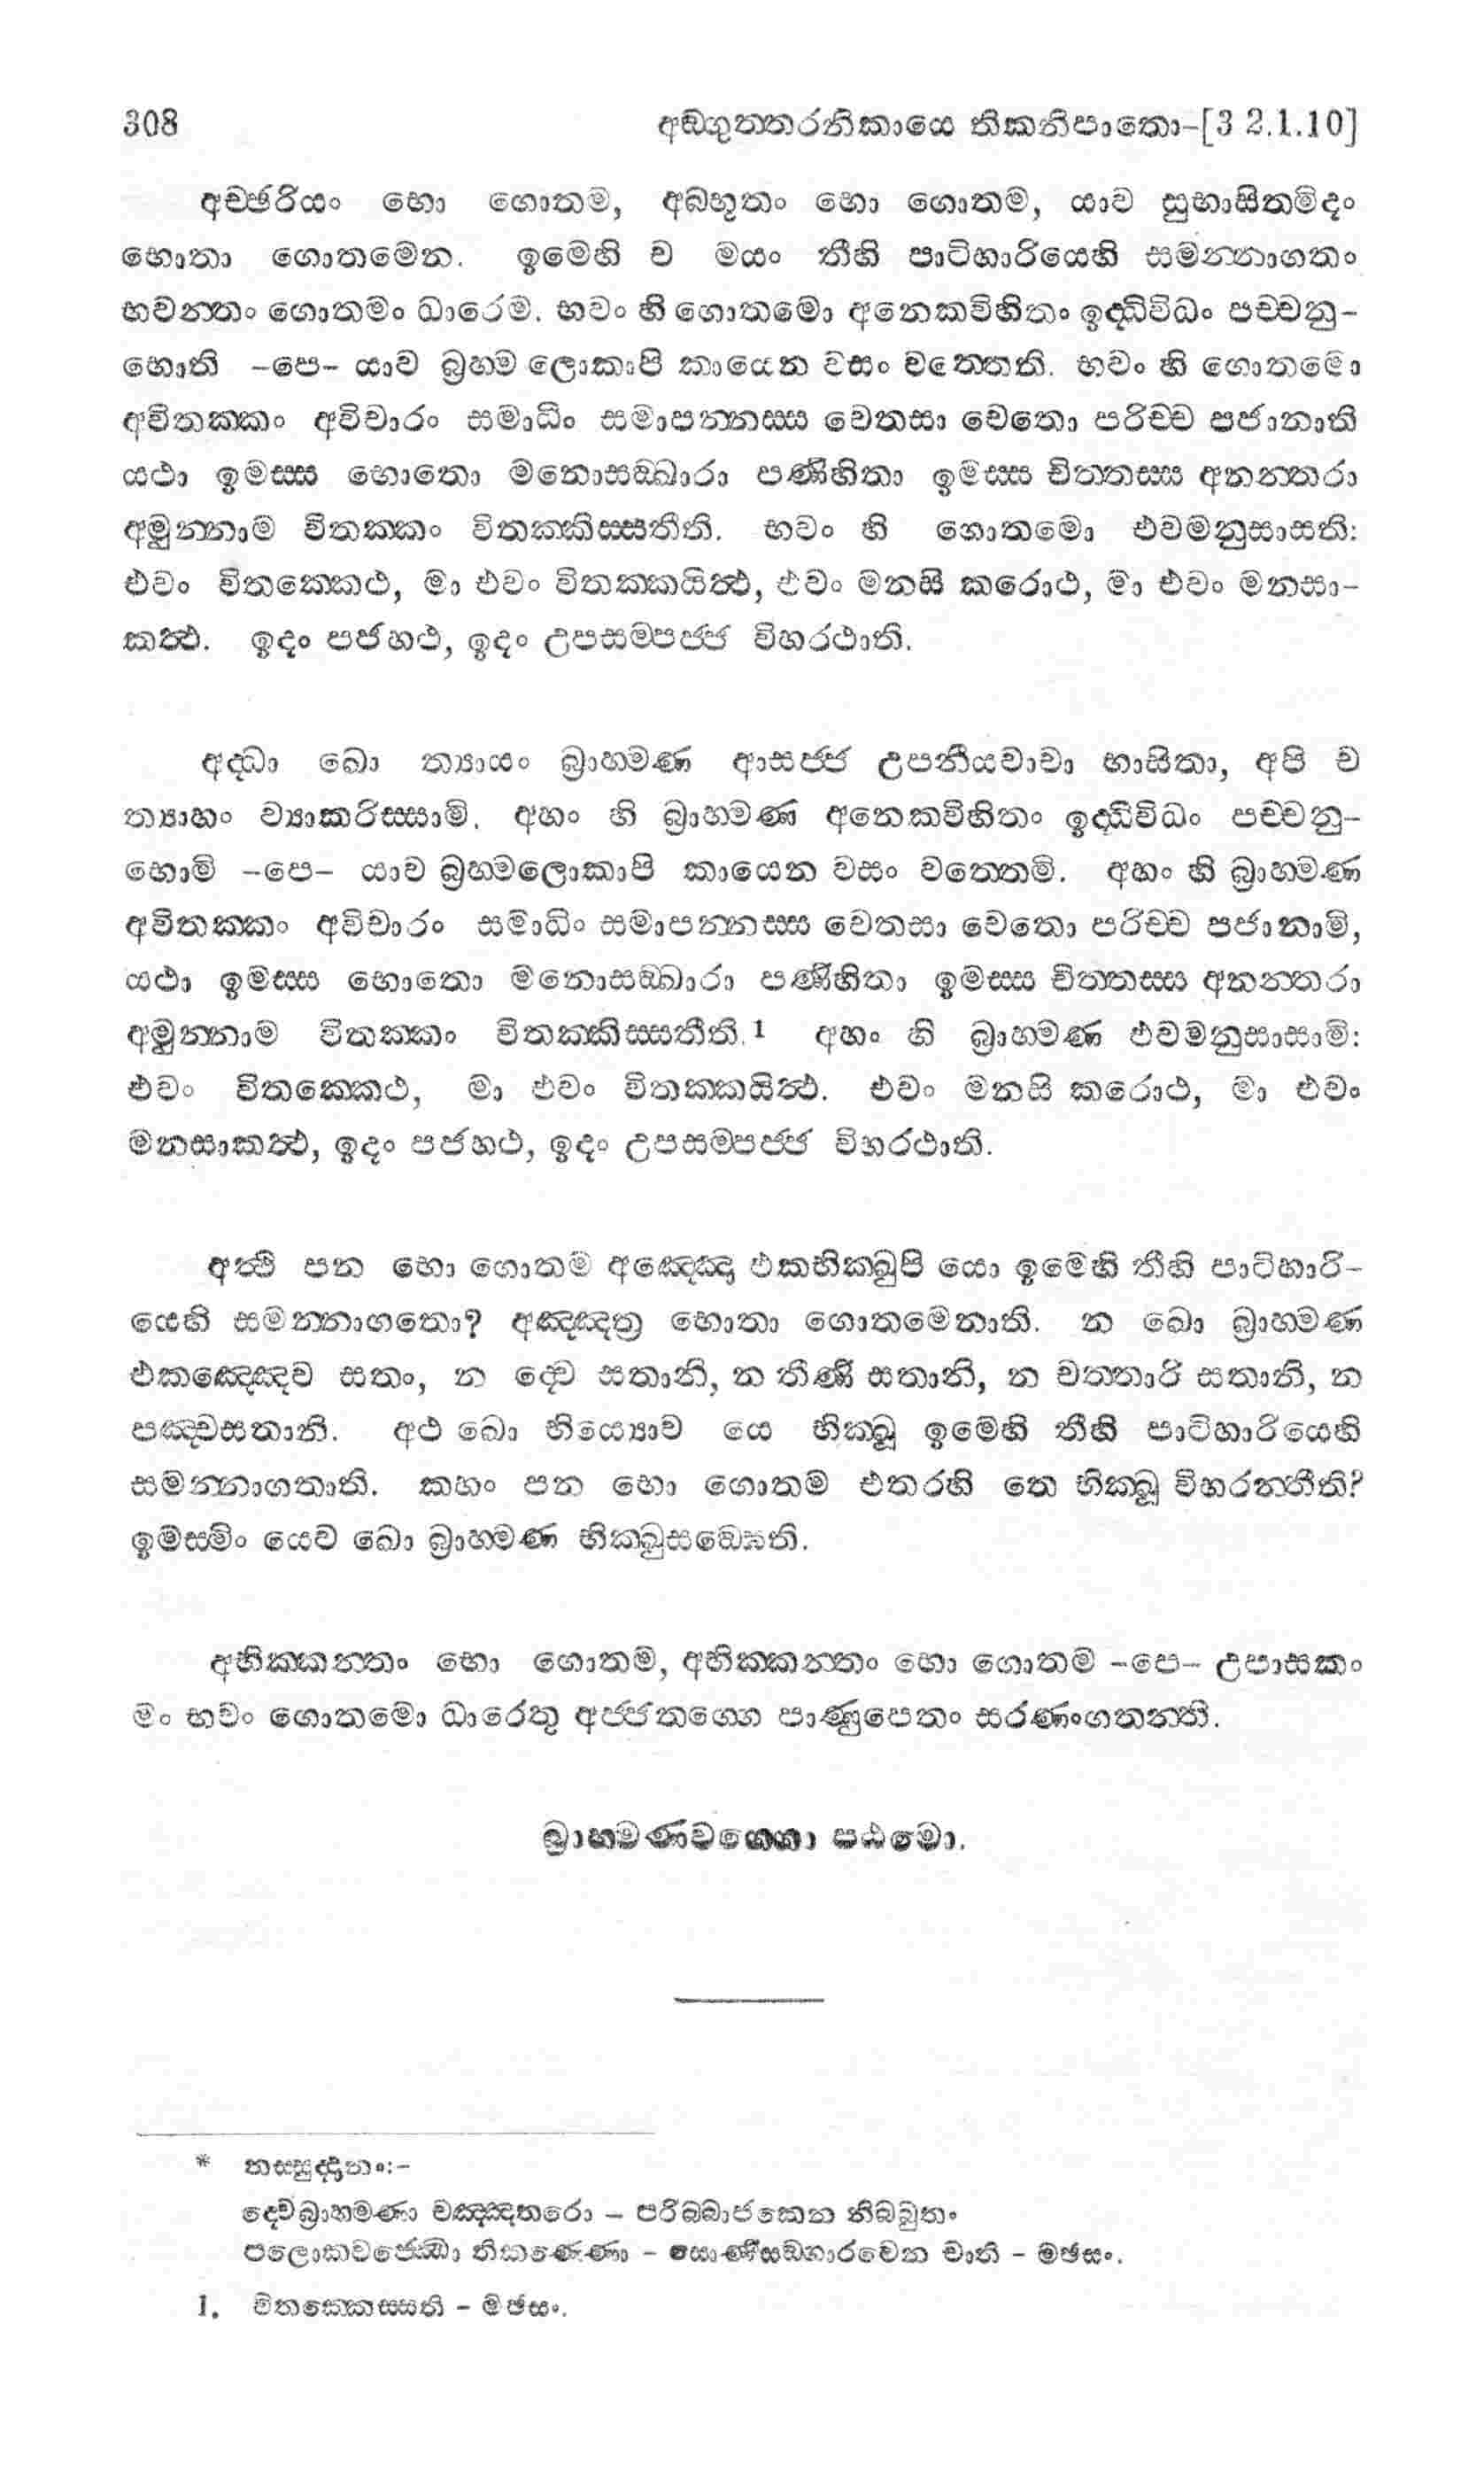 308 අඞ්ගුත්තරනිකායෙ තිකනිපාතො-[3 2.1.10]
අච්ඡරියං භො ගොතම, අබ්භූතං භො ගොතම, යාව සුභාසිතමිදං
භොතා ගොතමෙන. ඉමෙහි ච මයං තීහි පාටිහාරියෙහි සමන්නාගතං
භවන්තං ගොතමං ධාරෙම. භවං හි ගොතමො අනෙකවිහිතං ඉද්ධිවිධං පච්චනු-
භොති -පෙ- යාව බ්‍රහ්ම ලොකාපි කායෙන වසං වත්තෙති. භවං හි ගොතමො
අවිතක්කං අවිචාරං සමාධිං සමාපන්නස්ස චෙතසා චෙතො පරිච්ච පජානාති
යථා ඉමස්ස භොතො මනොසඞ්ඛාරා පණිහිතා ඉමස්ස චිත්තස්ස අනන්තරා
අමුන්නාම විතක්කං විතක්කිස්සතීති. භවං හි ගොතමො එවමනුසාසති:
එවං විතක්කෙථ, මා එවං විතක්කයිත්ථ, එවං මනසි කරොථ, මා එවං මනසා-
කත්ථ. ඉදං පජහථ, ඉදං උපසම්පජ්ජ විහරථාති.
අද්ධා ඛො ත්‍යායං බ්‍රාහ්මණ ආසජ්ජ උපනීයවාචා භාසිතා, අපි ච
ත්‍යාහං ව්‍යාකරිස්සාමි. අහං හි බ්‍රාහ්මණ අනෙකවිහිතං ඉද්ධිවිධං පච්චනු-
භොමි -පෙ- යාව බ්‍රහ්මලොකාපි කායෙන වසං වත්තෙමි. අහං හි බ්‍රාහ්මණ
අවිතක්කං අවිචාරං සමාධිං සමාපන්නස්ස චෙතසා චෙතො පරිච්ච පජානාමි,
යථා ඉමස්ස භොතො මනොසඞ්ඛාරා පණිහිතා ඉමස්ස චිත්තස්ස අනන්තරා
අමුන්නාම විතක්කං විතක්කිස්සතීති.1 අහං හි බ්‍රාහ්මණ එවමනුසාසාමි:
එවං විතක්කෙථ, මා එවං විතක්කයිත්ථ. එවං මනසි කරොථ, මා එවං
මනසාකත්ථ, ඉදං පජහථ, ඉදං උපසම්පජ්ජ විහරථාති.
අත්ථි පන භො ගොතම අඤ්ඤො එකභික්ඛුපි යො ඉමෙහි තීහි පාටිහාරි-
යෙහි සමන්නාගතො? අඤ්ඤත්‍ර භොතා ගොතමෙනාති. න ඛො බ්‍රාහ්මණ
එකඤ්ඤෙව සතං, න ද්වෙ සතානි, න තීණි සතානි, න චත්තාරි සතානි, න
පඤ්චසතානි. අථ ඛො භිය්‍යොව යෙ භික්ඛූ ඉමෙහි තීහි පාටිහාරියෙහි
සමන්නාගතාති. කහං පන භො ගොතම එතරහි තෙ භික්ඛූ විහරන්තීති?
ඉමස්මිං යෙව ඛො බ්‍රාහ්මණ භික්ඛුසඞ්ඝෙති.
අභික්කන්තං භො ගොතම, අභික්කන්තං භො ගොතම -පෙ- උපාසකං
මං භවං ගොතමො ධාරෙතු අජ්ජතග්ගෙ පාණුපෙතං සරණංගතන්ති.
බ්‍රාහ්මණවග්ගො පඨමො.
* තස්සුද්දානං:-
ද්වෙබ්‍රාහ්මණා චඤ්ඤතරො - පරිබ්බාජකෙන නිබ්බුතං
පලොකවච්ඡො තිකණ්ණො - සොණිසඞ්ගාරවෙන චාති - මඡසං.
1. විතක්කෙස්සති - මඡසං.